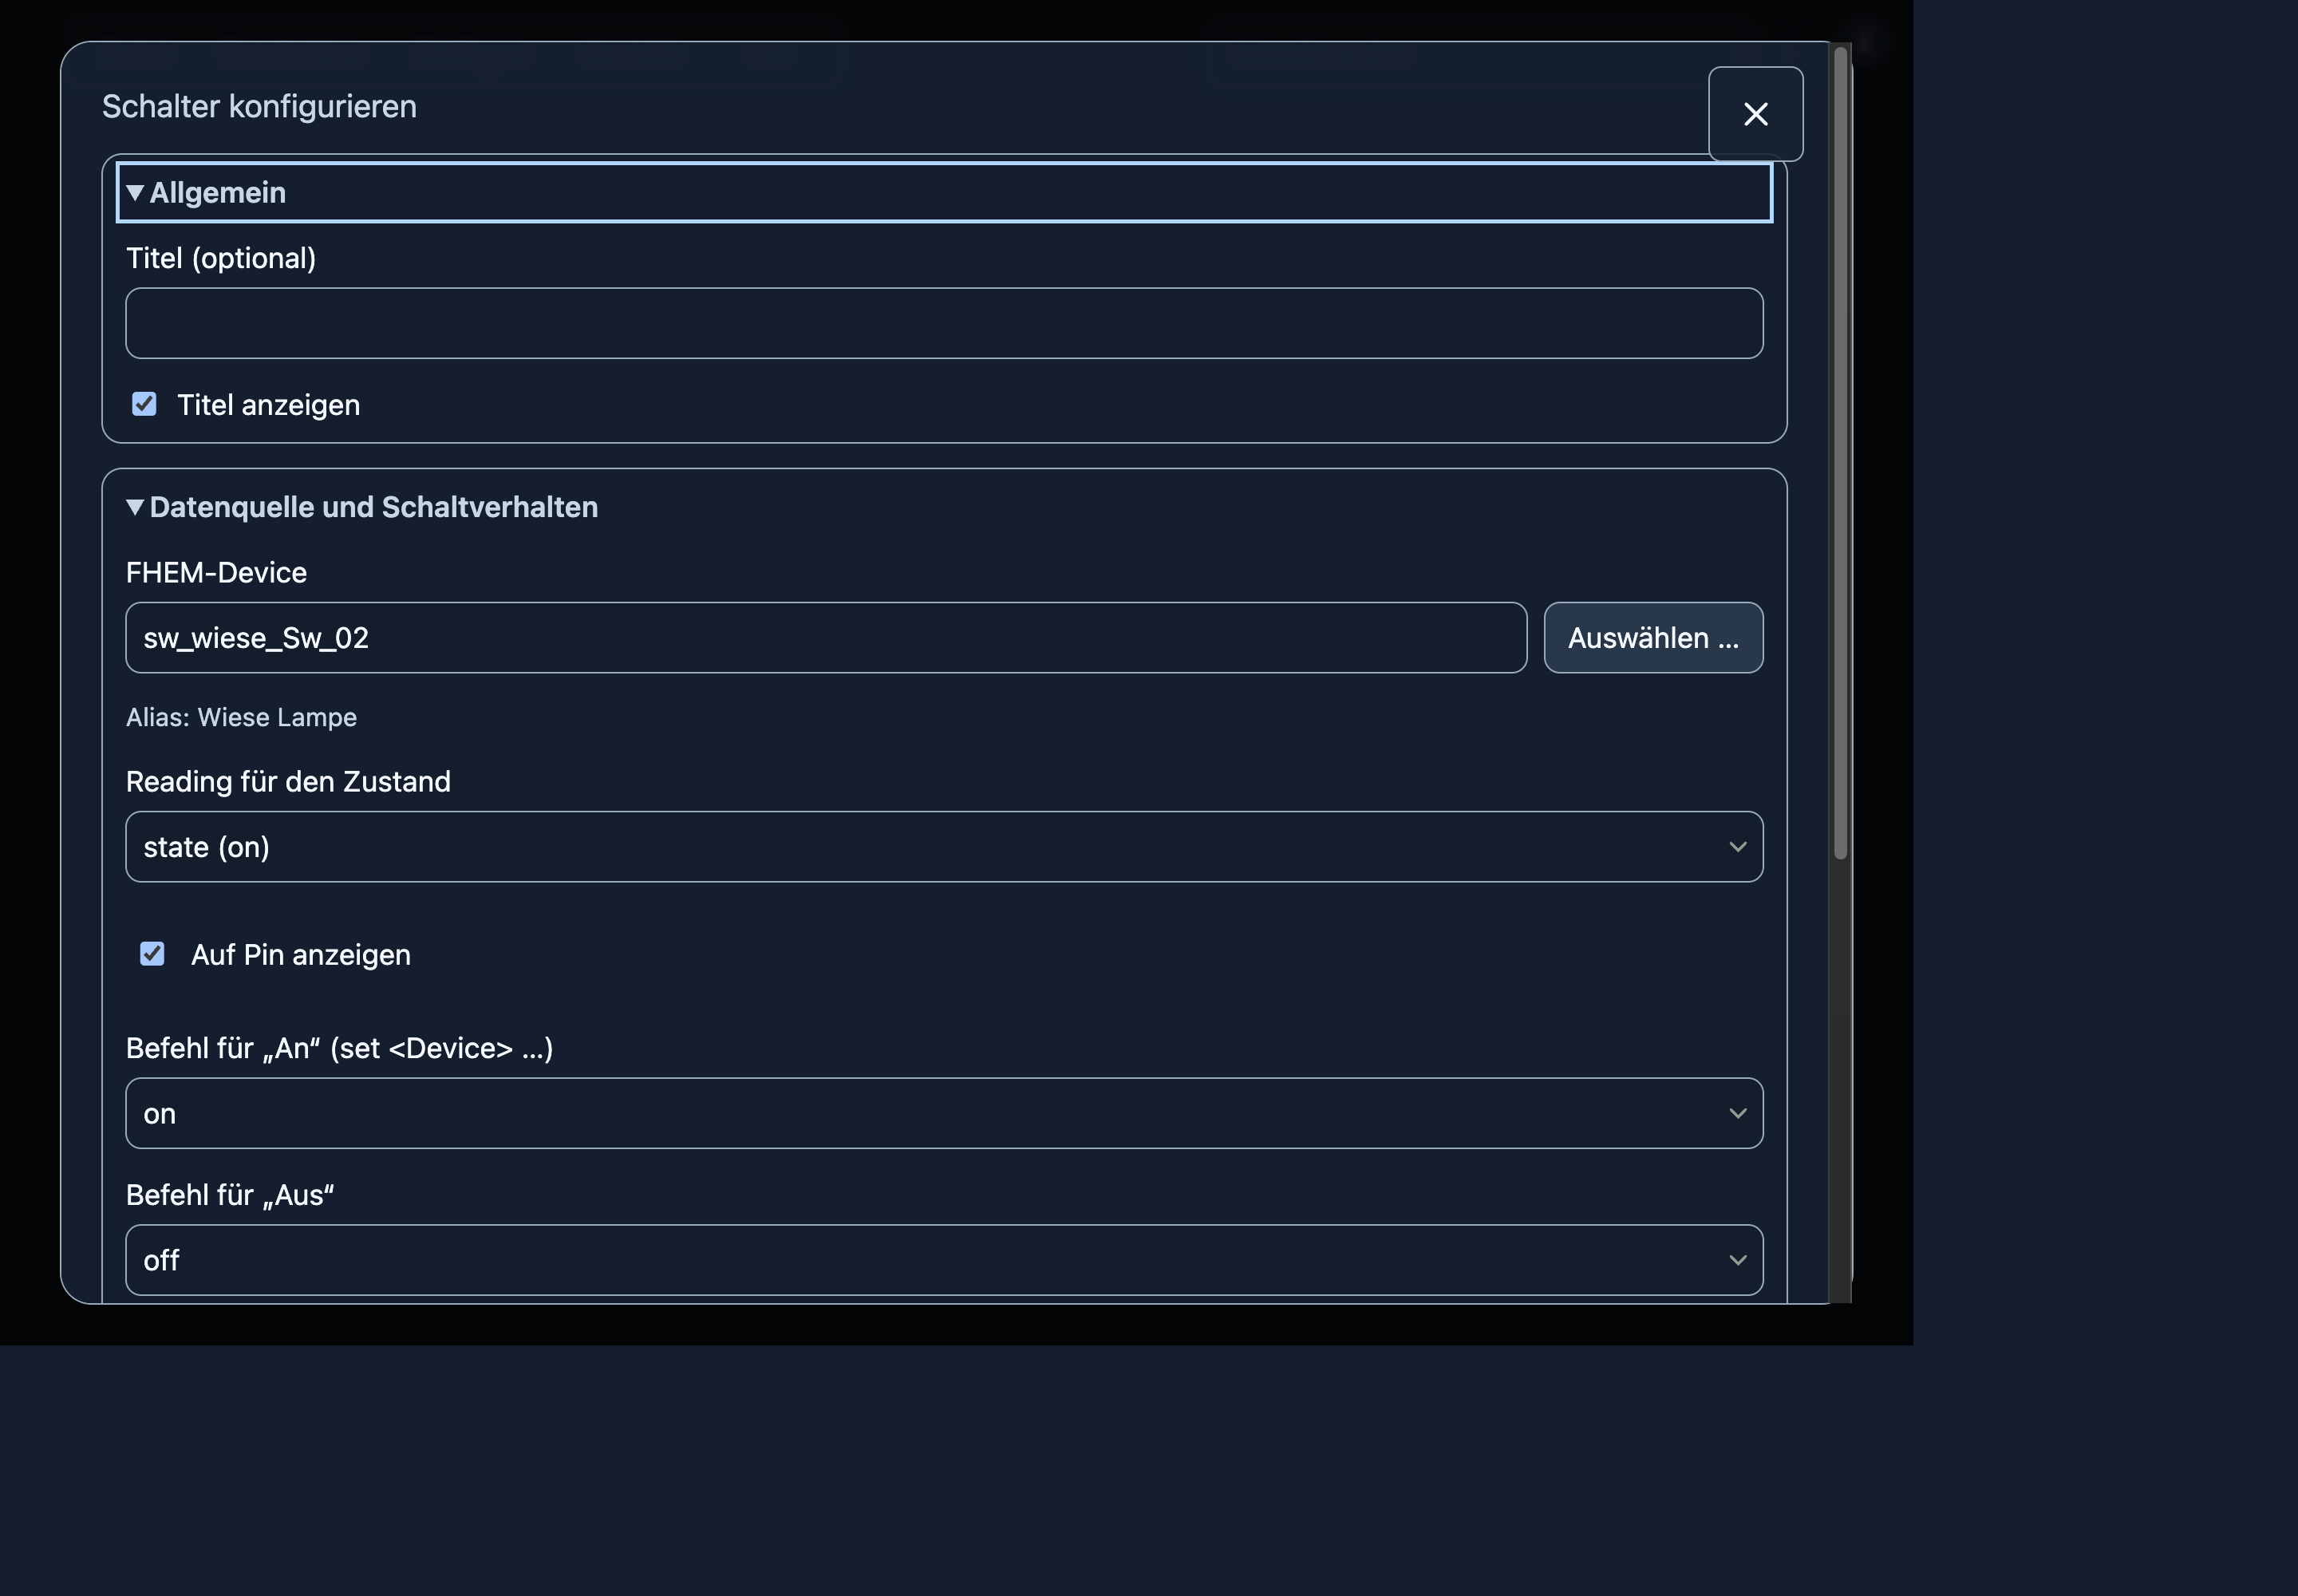 Schalter konfigurieren
Allgemein
Titel (optional)
Titel anzeigen
Datenquelle und Schaltverhalten
FHEM-Device
sw_wiese_Sw_02
Auswählen ...
Alias: Wiese Lampe
Reading für den Zustand
state (on)
Auf Pin anzeigen
Befehl für „An“ (set <Device> ...)
on
Befehl für „Aus“
off